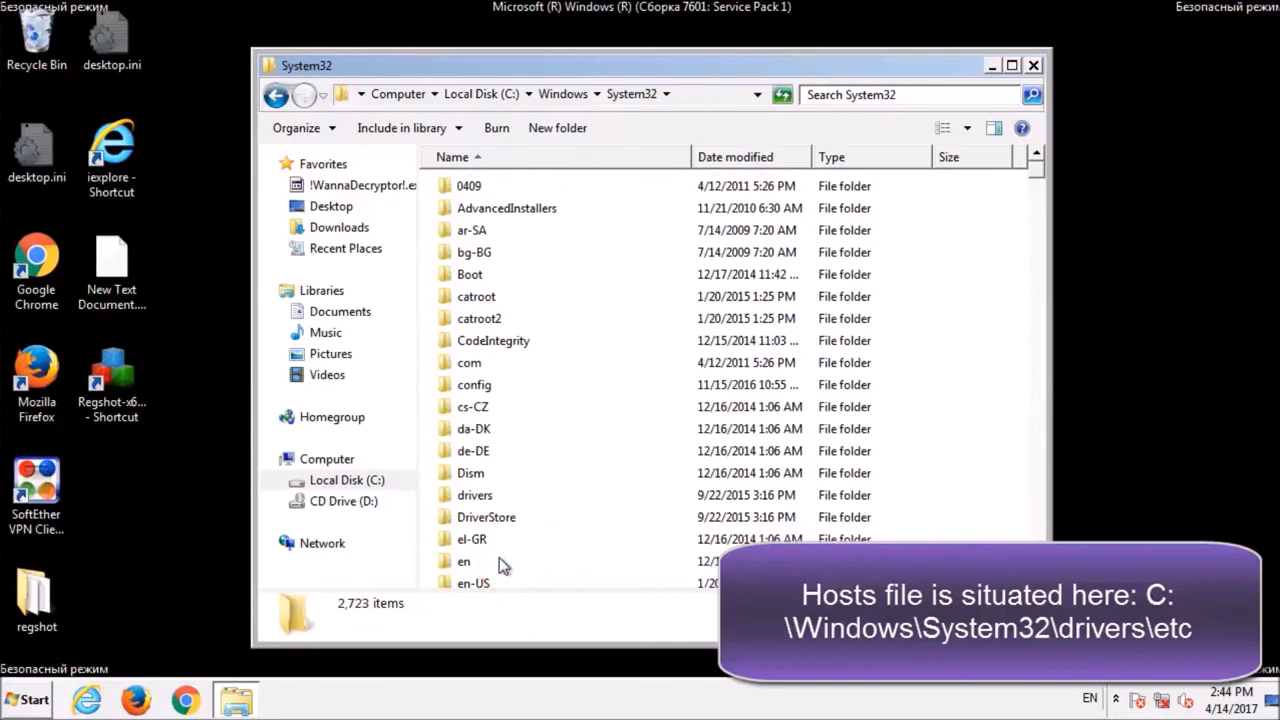 Безопасный режим
Microsoft (R) Windows (R) (Сборка 7601: Service Pack 1)
Безопасный режим
Recycle Bin
desktop.ini
desktop.ini
iexplore - Shortcut
Google Chrome
New Text Document....
Mozilla Firefox
Regshot-x6... - Shortcut
SoftEther VPN Clie...
regshot
System32
Computer
Local Disk (C:)
Windows
System32
Search System32
Organize
Include in library
Burn
New folder
Favorites
!WannaDecryptor!.ex
Desktop
Downloads
Recent Places
Libraries
Documents
Music
Pictures
Videos
Homegroup
Computer
Local Disk (C:)
CD Drive (D:)
Network
Name Date modified Type Size
0409 4/12/2011 5:26 PM File folder
AdvancedInstallers 11/21/2010 6:30 AM File folder
ar-SA 7/14/2009 7:20 AM File folder
bg-BG 7/14/2009 7:20 AM File folder
Boot 12/17/2014 11:42 ... File folder
catroot 1/20/2015 1:25 PM File folder
catroot2 1/20/2015 1:25 PM File folder
CodeIntegrity 12/15/2014 11:03 ... File folder
com 4/12/2011 5:26 PM File folder
config 11/15/2016 10:55 ... File folder
cs-CZ 12/16/2014 1:06 AM File folder
da-DK 12/16/2014 1:06 AM File folder
de-DE 12/16/2014 1:06 AM File folder
Dism 12/16/2014 1:06 AM File folder
drivers 9/22/2015 3:16 PM File folder
DriverStore 9/22/2015 3:16 PM File folder
el-GR 12/16/2014 1:06 AM File folder
en
en-US
2,723 items
Hosts file is situated here: C:
\Windows\System32\drivers\etc
Безопасный режим
Start
EN
2:44 PM
4/14/2017